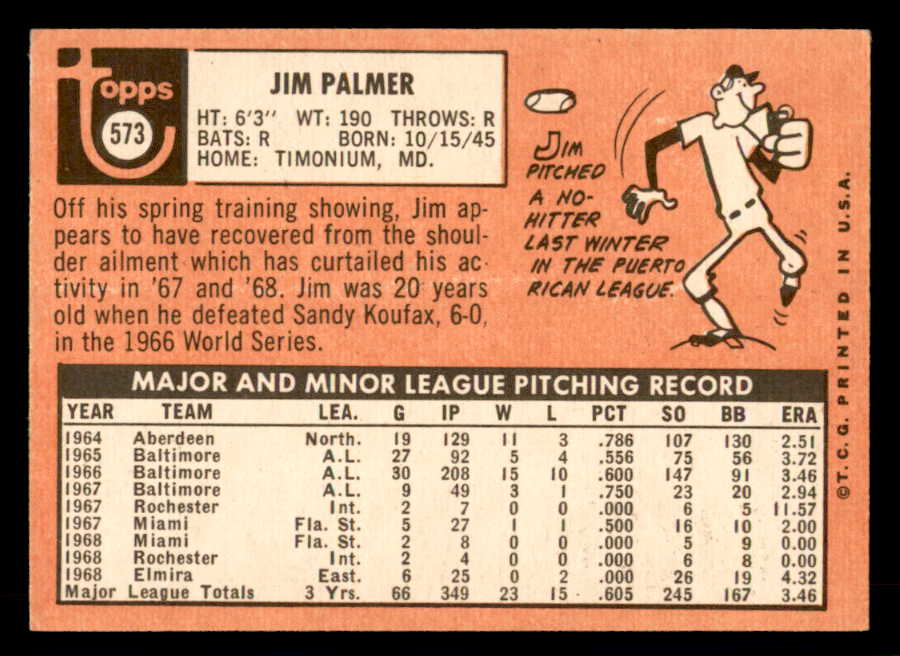 topps
573
JIM PALMER
HT: 6'3" WT: 190 THROWS: R
BATS: R BORN: 10/15/45
HOME: TIMONIUM, MD.
Off his spring training showing, Jim ap-
pears to have recovered from the shoul-
der ailment which has curtailed his ac-
tivity in '67 and '68. Jim was 20 years
old when he defeated Sandy Koufax, 6-0,
in the 1966 World Series.
JIM
PITCHED
A NO-
HITTER
LAST WINTER
IN THE PUERTO
RICAN LEAGUE.
©T.C.G. PRINTED IN U.S.A.
MAJOR AND MINOR LEAGUE PITCHING RECORD
YEAR TEAM LEA. G IP W L PCT SO BB ERA
1964 Aberdeen North. 19 129 11 3 .786 107 130 2.51
1965 Baltimore A.L. 27 92 5 4 .556 75 56 3.72
1966 Baltimore A.L. 30 208 15 10 .600 147 91 3.46
1967 Baltimore A.L. 9 49 3 1 .750 23 20 2.94
1967 Rochester Int. 2 7 0 0 .000 6 5 11.57
1967 Miami Fla. St. 5 27 1 1 .500 16 10 2.00
1968 Miami Fla. St. 2 8 0 0 .000 5 9 0.00
1968 Rochester Int. 2 4 0 0 .000 6 8 0.00
1968 Elmira East. 6 25 0 2 .000 26 19 4.32
Major League Totals 3 Yrs. 66 349 23 15 .605 245 167 3.46